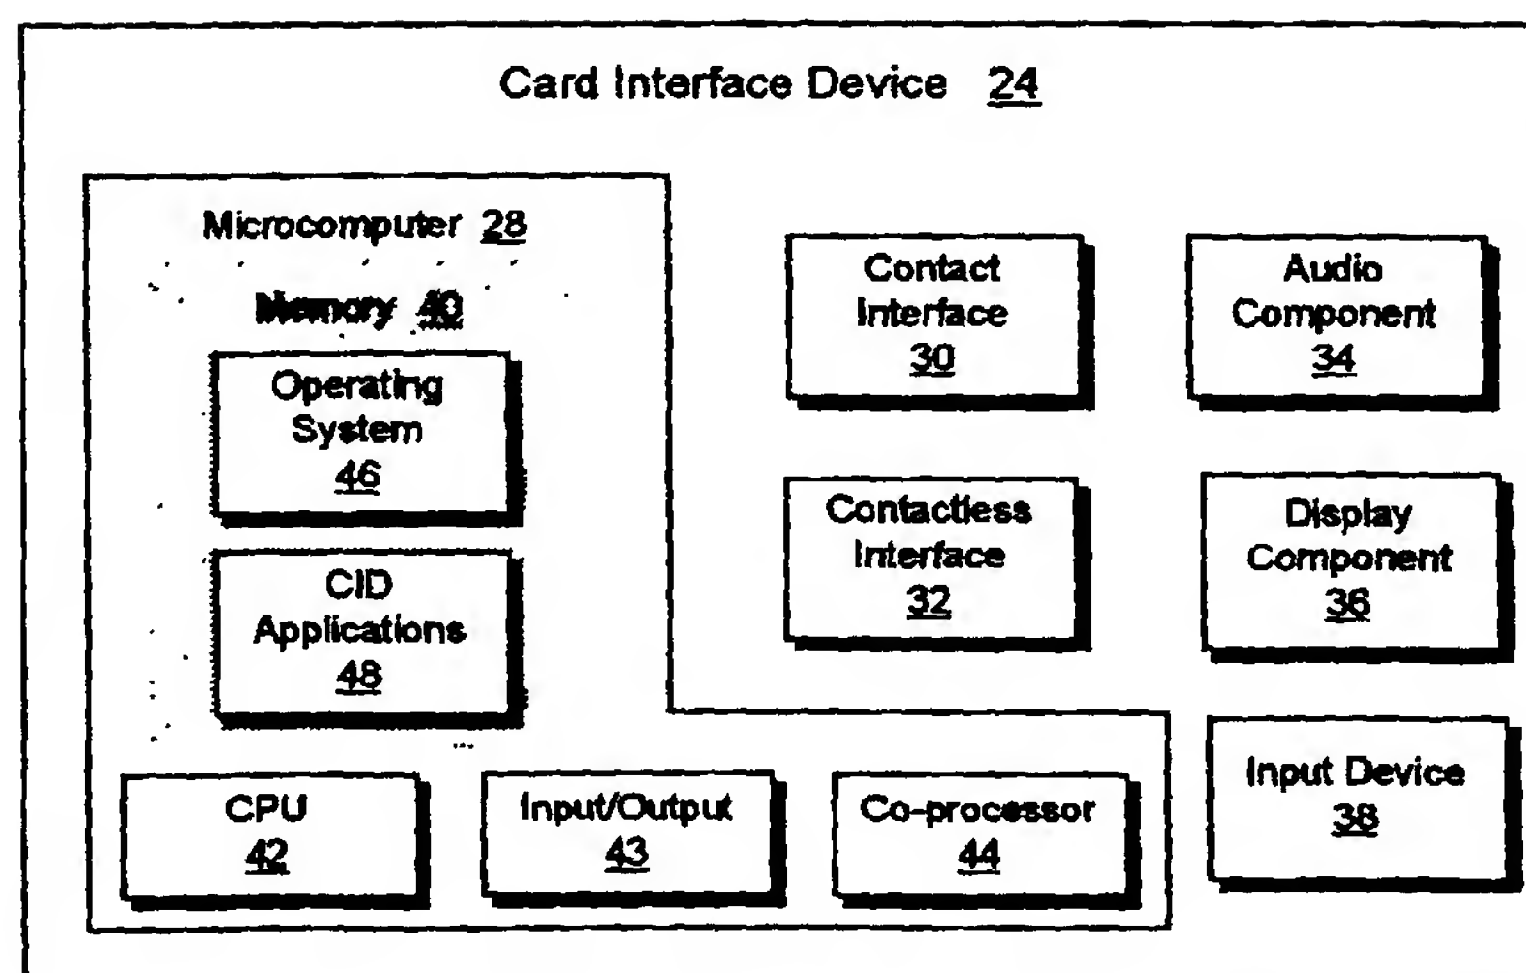 Card Interface Device 24
Microcomputer 28
Memory 40
Operating
System
46
CID
Applications
48
CPU
42
Input/Output
43
Co-processor
44
Contact
Interface
30
Contactless
Interface
32
Audio
Component
34
Display
Component
36
Input Device
38